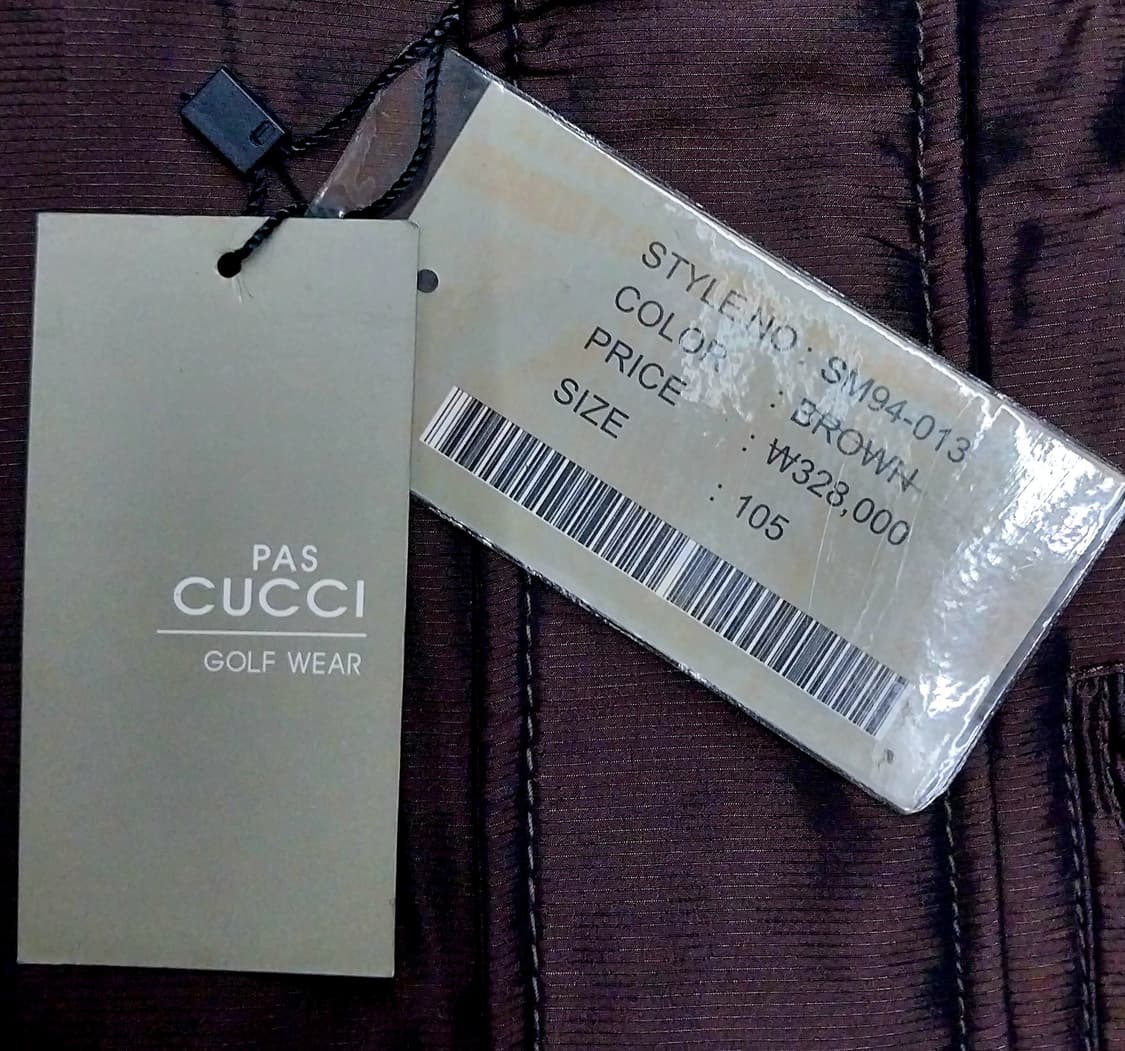 PAS
CUCCI
GOLF WEAR
STYLE NO : SM94-013
COLOR : BROWN
PRICE : ₩328,000
SIZE : 105